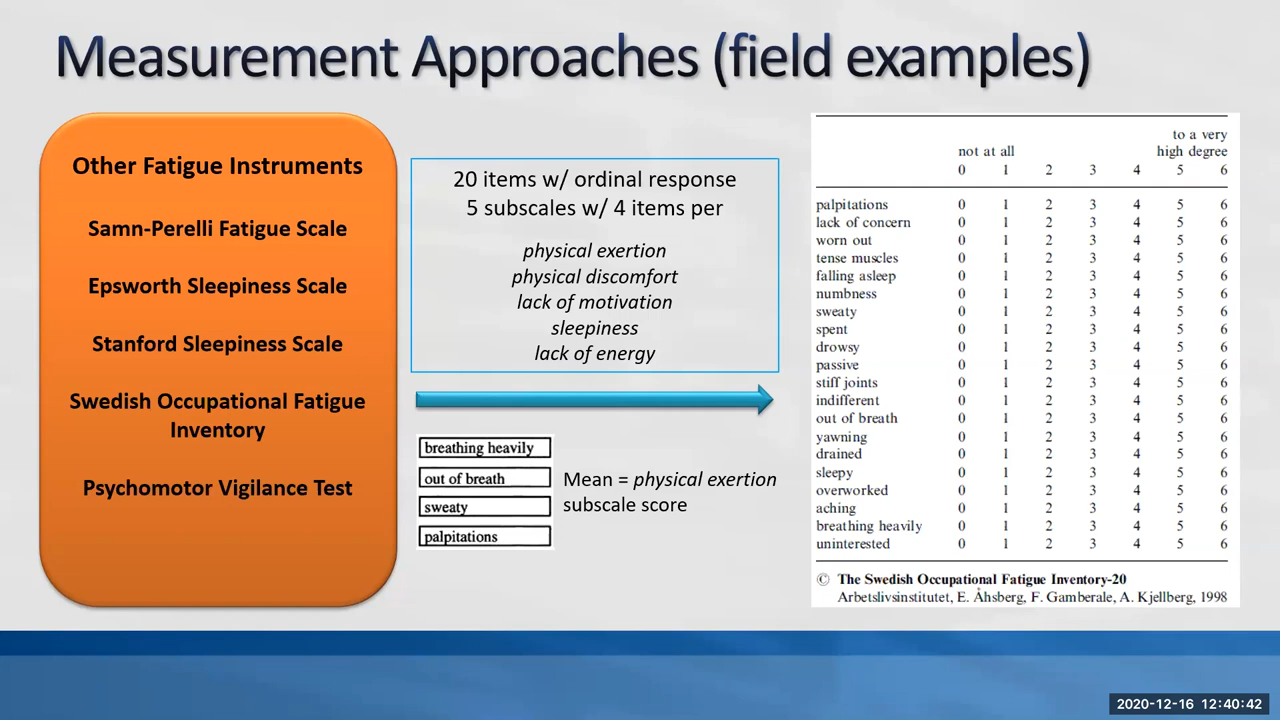 Measurement Approaches (field examples)
Other Fatigue Instruments
Samn-Perelli Fatigue Scale
Epsworth Sleepiness Scale
Stanford Sleepiness Scale
Swedish Occupational Fatigue
Inventory
Psychomotor Vigilance Test
20 items w/ ordinal response
5 subscales w/ 4 items per
physical exertion
physical discomfort
lack of motivation
sleepiness
lack of energy
breathing heavily
out of breath
sweaty
palpitations
Mean = physical exertion
subscale score
to a very
not at all high degree
0 1 2 3 4 5 6
palpitations 0 1 2 3 4 5 6
lack of concern 0 1 2 3 4 5 6
worn out 0 1 2 3 4 5 6
tense muscles 0 1 2 3 4 5 6
falling asleep 0 1 2 3 4 5 6
numbness 0 1 2 3 4 5 6
sweaty 0 1 2 3 4 5 6
spent 0 1 2 3 4 5 6
drowsy 0 1 2 3 4 5 6
passive 0 1 2 3 4 5 6
stiff joints 0 1 2 3 4 5 6
indifferent 0 1 2 3 4 5 6
out of breath 0 1 2 3 4 5 6
yawning 0 1 2 3 4 5 6
drained 0 1 2 3 4 5 6
sleepy 0 1 2 3 4 5 6
overworked 0 1 2 3 4 5 6
aching 0 1 2 3 4 5 6
breathing heavily 0 1 2 3 4 5 6
uninterested 0 1 2 3 4 5 6
© The Swedish Occupational Fatigue Inventory-20
Arbetslivsinstitutet, E. Åhsberg, F. Gamberale, A. Kjellberg, 1998
2020-12-16 12:40:42